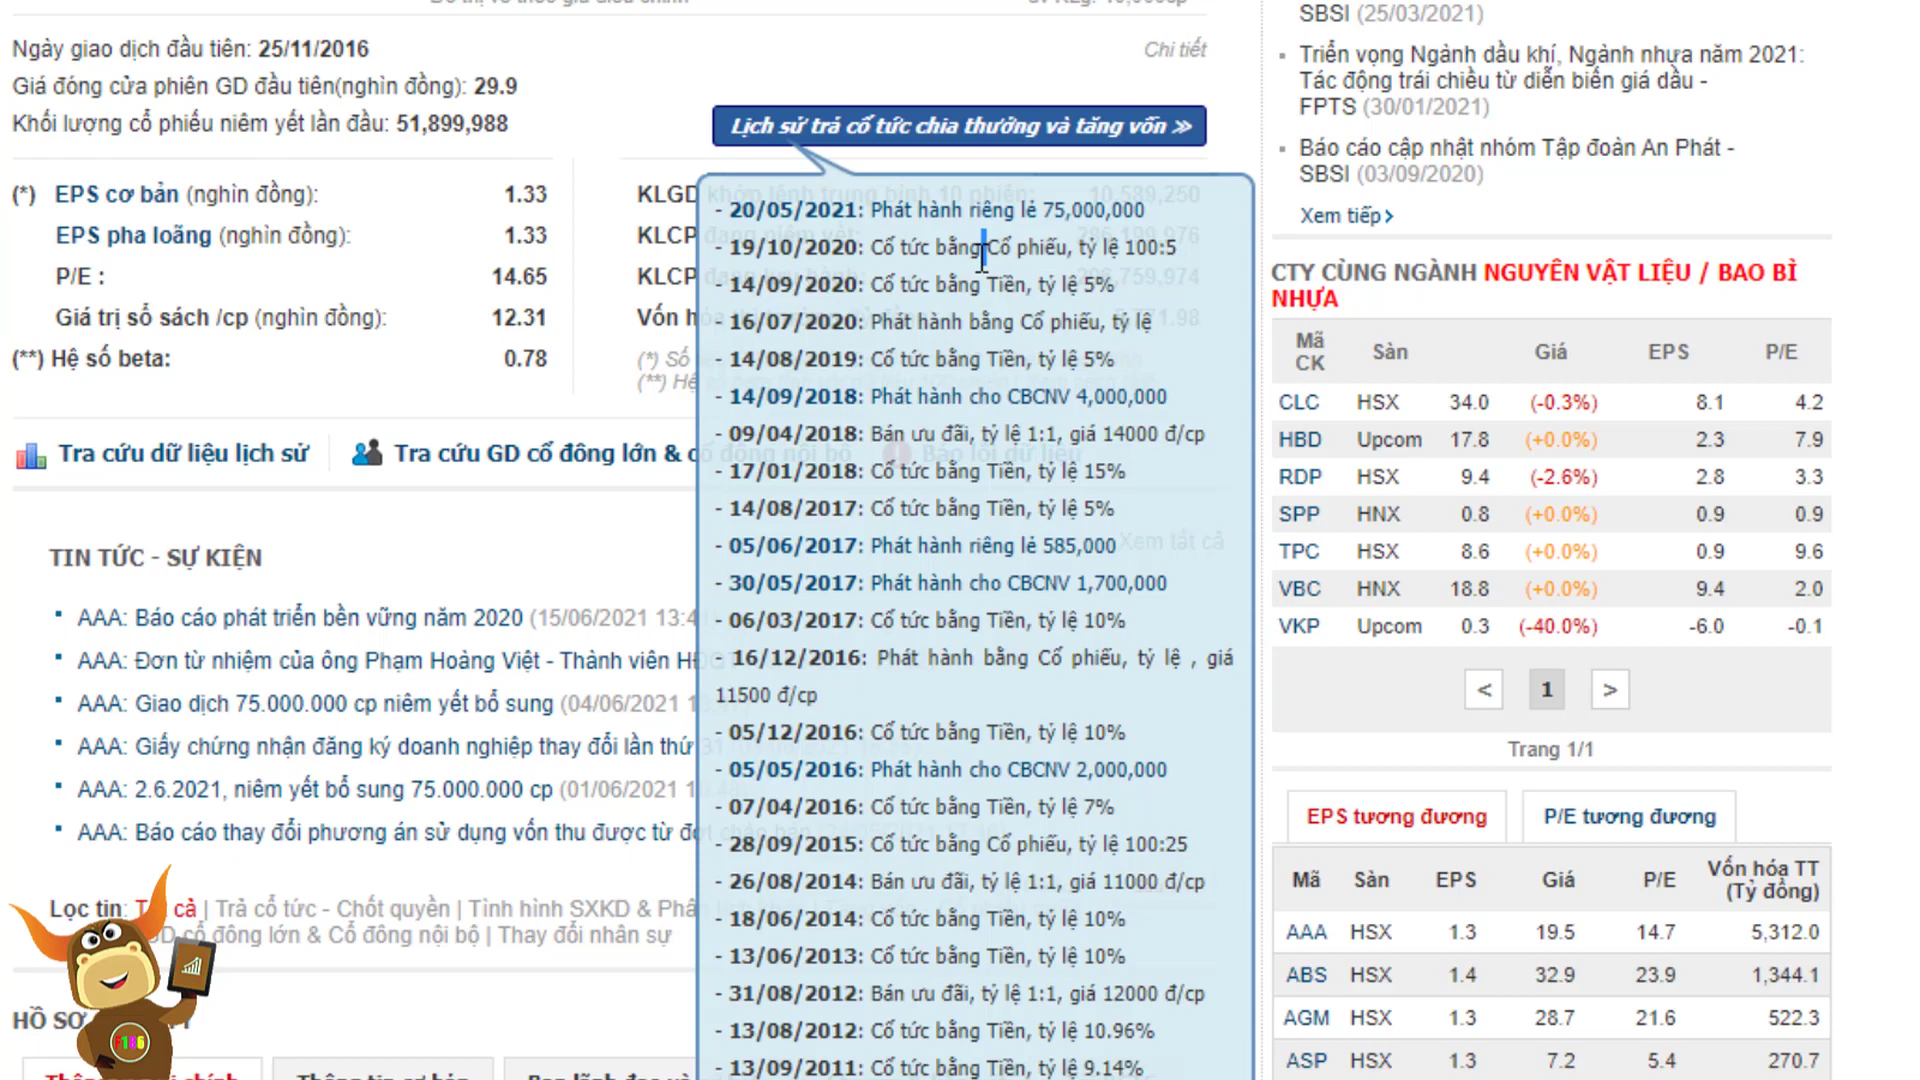 SBSI (25/03/2021)
Ngày giao dịch đầu tiên: 25/11/2016
Chi tiết
Giá đóng cửa phiên GD đầu tiên(nghìn đồng): 29.9
Khối lượng cổ phiếu niêm yết lần đầu: 51,899,988
Lịch sử trả cổ tức chia thưởng và tăng vốn ≫
(*) EPS cơ bản (nghìn đồng): 1.33
EPS pha loãng (nghìn đồng): 1.33
P/E : 14.65
Giá trị sổ sách /cp (nghìn đồng): 12.31
(**) Hệ số beta: 0.78
KLGD khớp lệnh trung bình 10 phiên: 10,589,250
KLCP đang niêm yết:
KLCP
Vốn
(*) Số
(**) Hệ
- 20/05/2021: Phát hành riêng lẻ 75,000,000
- 19/10/2020: Cổ tức bằng Cổ phiếu, tỷ lệ 100:5
- 14/09/2020: Cổ tức bằng Tiền, tỷ lệ 5%
- 16/07/2020: Phát hành bằng Cổ phiếu, tỷ lệ
- 14/08/2019: Cổ tức bằng Tiền, tỷ lệ 5%
- 14/09/2018: Phát hành cho CBCNV 4,000,000
- 09/04/2018: Bán ưu đãi, tỷ lệ 1:1, giá 14000 đ/cp
- 17/01/2018: Cổ tức bằng Tiền, tỷ lệ 15%
- 14/08/2017: Cổ tức bằng Tiền, tỷ lệ 5%
- 05/06/2017: Phát hành riêng lẻ 585,000
- 30/05/2017: Phát hành cho CBCNV 1,700,000
- 06/03/2017: Cổ tức bằng Tiền, tỷ lệ 10%
- 16/12/2016: Phát hành bằng Cổ phiếu, tỷ lệ , giá
11500 đ/cp
- 05/12/2016: Cổ tức bằng Tiền, tỷ lệ 10%
- 05/05/2016: Phát hành cho CBCNV 2,000,000
- 07/04/2016: Cổ tức bằng Tiền, tỷ lệ 7%
- 28/09/2015: Cổ tức bằng Cổ phiếu, tỷ lệ 100:25
- 26/08/2014: Bán ưu đãi, tỷ lệ 1:1, giá 11000 đ/cp
- 18/06/2014: Cổ tức bằng Tiền, tỷ lệ 10%
- 13/06/2013: Cổ tức bằng Tiền, tỷ lệ 10%
- 31/08/2012: Bán ưu đãi, tỷ lệ 1:1, giá 12000 đ/cp
- 13/08/2012: Cổ tức bằng Tiền, tỷ lệ 10.96%
- 13/09/2011: Cổ tức bằng Tiền, tỷ lệ 9.14%
Tra cứu dữ liệu lịch sử
Tra cứu GD cổ đông lớn & cổ đông nội bộ
Báo lỗi dữ liệu
Xem tất cả
TIN TỨC - SỰ KIỆN
AAA: Báo cáo phát triển bền vững năm 2020 (15/06/2021
AAA: Đơn từ nhiệm của ông Phạm Hoàng Việt - Thành viên HĐQT
AAA: Giao dịch 75.000.000 cp niêm yết bổ sung (04/06/2021
AAA: Giấy chứng nhận đăng ký doanh nghiệp thay đổi lần thứ 31
AAA: 2.6.2021, niêm yết bổ sung 75.000.000 cp (01/06/2021
AAA: Báo cáo thay đổi phương án sử dụng vốn thu được từ đợt
Lọc tin: Tất cả | Trả cổ tức - Chốt quyền | Tình hình SXKD &
GD cổ đông lớn & Cổ đông nội bộ | Thay đổi nhân sự
HỒ SƠ
Triển vọng Ngành dầu khí, Ngành nhựa năm 2021:
Tác động trái chiều từ diễn biến giá dầu -
FPTS (30/01/2021)
Báo cáo cập nhật nhóm Tập đoàn An Phát -
SBSI (03/09/2020)
Xem tiếp
CTY CÙNG NGÀNH NGUYÊN VẬT LIỆU / BAO BÌ
NHỰA
Mã CK Sàn Giá EPS P/E
CLC HSX 34.0 (-0.3%) 8.1 4.2
HBD Upcom 17.8 (+0.0%) 2.3 7.9
RDP HSX 9.4 (-2.6%) 2.8 3.3
SPP HNX 0.8 (+0.0%) 0.9 0.9
TPC HSX 8.6 (+0.0%) 0.9 9.6
VBC HNX 18.8 (+0.0%) 9.4 2.0
VKP Upcom 0.3 (-40.0%) -6.0 -0.1
< 1 >
Trang 1/1
EPS tương đương
P/E tương đương
Mã Sàn EPS Giá P/E Vốn hóa TT
(Tỷ đồng)
AAA HSX 1.3 19.5 14.7 5,312.0
ABS HSX 1.4 32.9 23.9 1,344.1
AGM HSX 1.3 28.7 21.6 522.3
ASP HSX 1.3 7.2 5.4 270.7